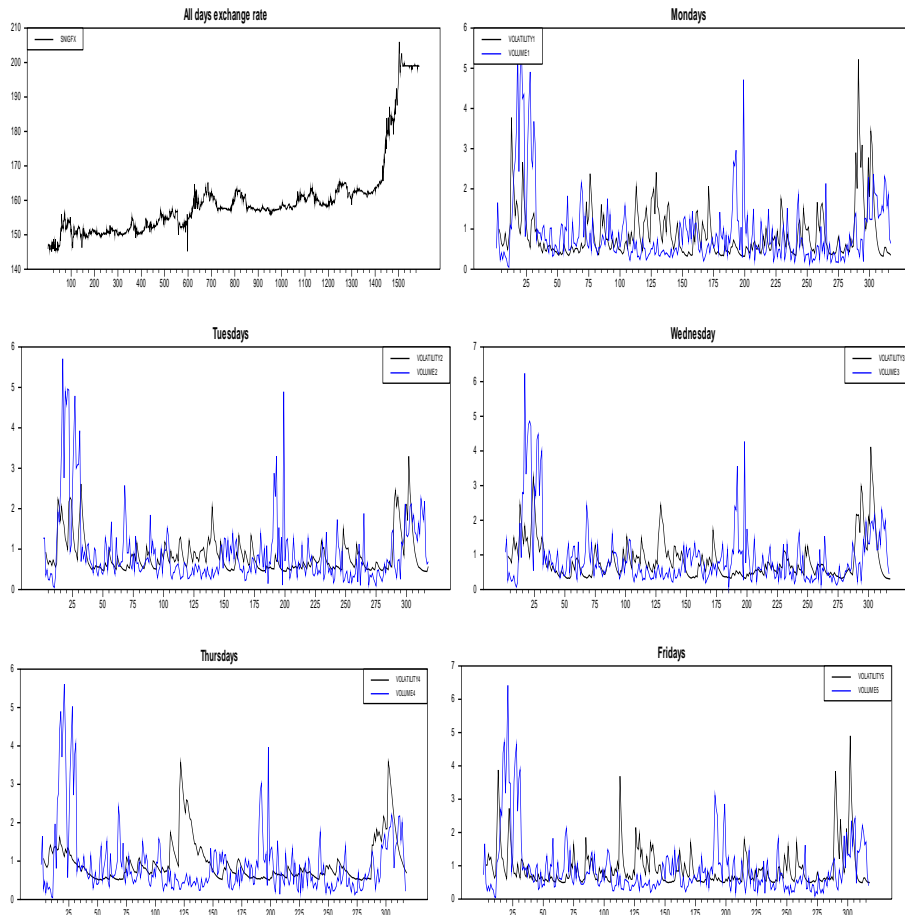 All days exchange rate
SNIGFX
210
200
190
180
170
160
150
140
100 200 300 400 500 600 700 800 900 1000 1100 1200 1300 1400 1500
Mondays
VOLATILITY1
VOLUME1
6
5
4
3
2
1
0
25 50 75 100 125 150 175 200 225 250 275 300
Tuesdays
VOLATILITY2
VOLUME2
6
5
4
3
2
1
0
25 50 75 100 125 150 175 200 225 250 275 300
Wednesday
VOLATILITY3
VOLUME3
7
6
5
4
3
2
1
0
25 50 75 100 125 150 175 200 225 250 275 300
Thursdays
VOLATILITY4
VOLUME4
6
5
4
3
2
1
0
25 50 75 100 125 150 175 200 225 250 275 300
Fridays
VOLATILITY5
VOLUME5
7
6
5
4
3
2
1
0
25 50 75 100 125 150 175 200 225 250 275 300